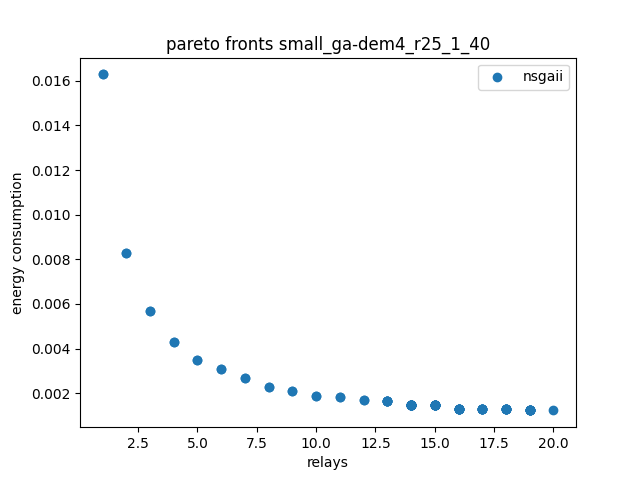 pareto fronts small_ga-dem4_r25_1_40
nsgaii
0.016
0.014
0.012
0.010
0.008
0.006
0.004
0.002
energy consumption
2.5 5.0 7.5 10.0 12.5 15.0 17.5 20.0
relays